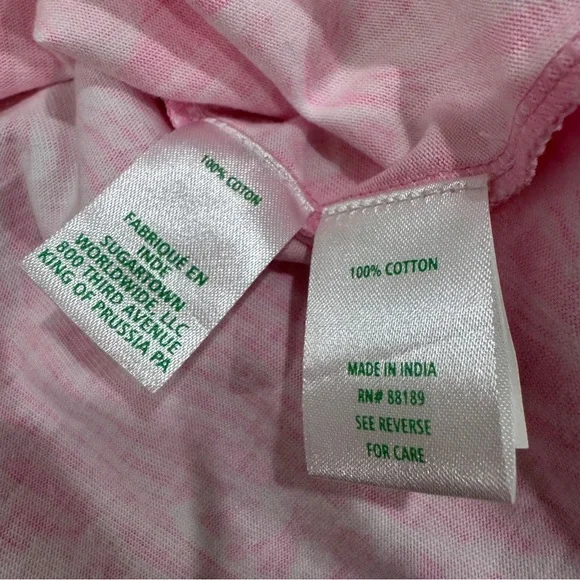 100% COTON
FABRIQUÉ EN
INDE
SUGARTOWN
WORLDWIDE, LLC
800 THIRD AVENUE
KING OF PRUSSIA PA
100% COTTON
MADE IN INDIA
RN# 88189
SEE REVERSE
FOR CARE